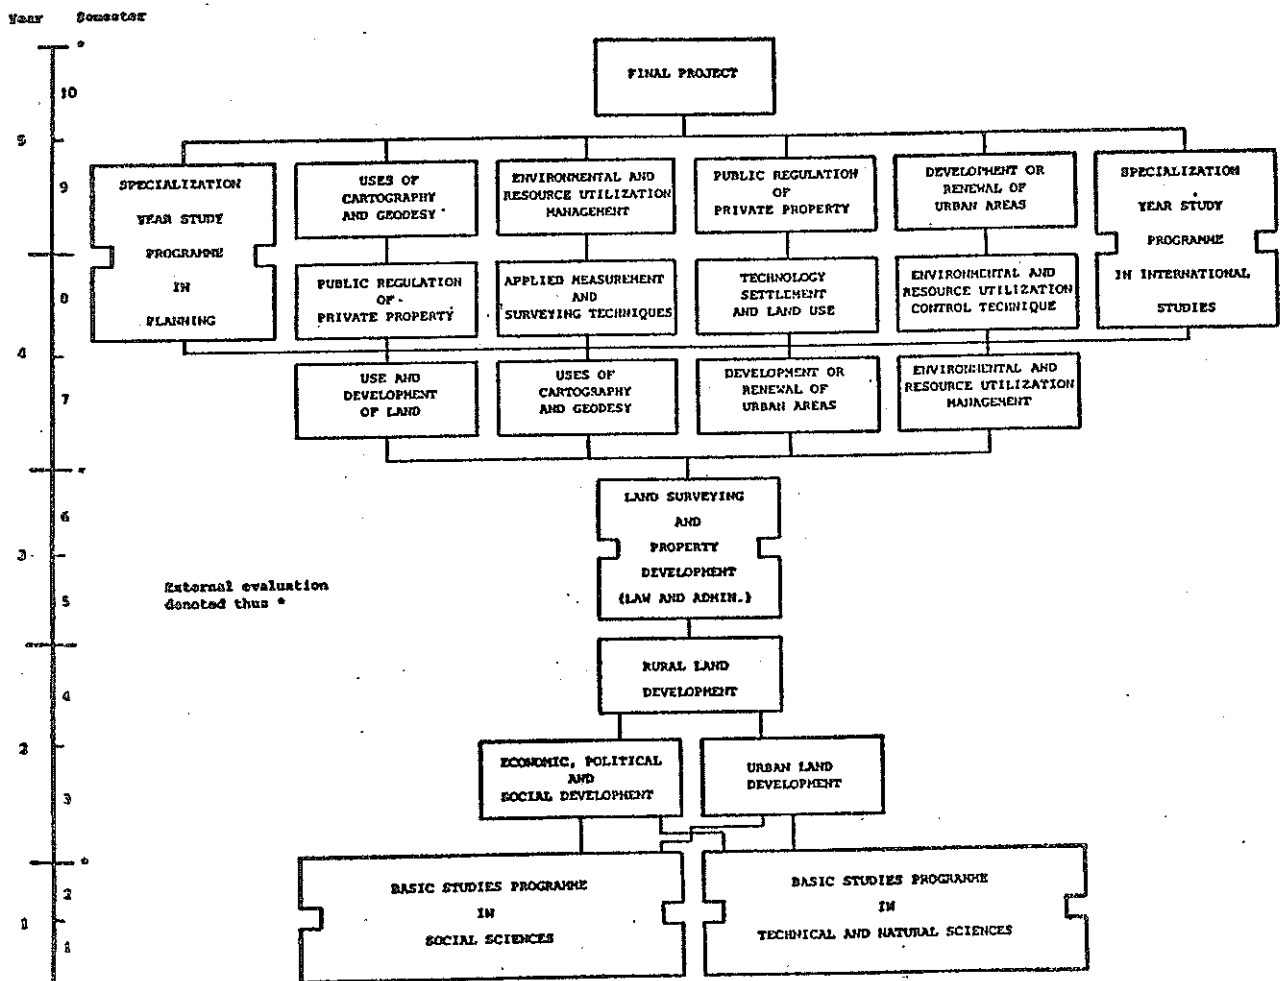 Year Semester
*
10
FINAL PROJECT
5
9
SPECIALIZATION
YEAR STUDY
PROGRAMME
IN
PLANNING
USES OF
CARTOGRAPHY
AND GEODESY
ENVIRONMENTAL AND
RESOURCE UTILIZATION
MANAGEMENT
PUBLIC REGULATION
OF
PRIVATE PROPERTY
DEVELOPMENT OR
RENEWAL OF
URBAN AREAS
SPECIALIZATION
YEAR STUDY
PROGRAMME
IN INTERNATIONAL
STUDIES
8
PUBLIC REGULATION
OF
PRIVATE PROPERTY
APPLIED MEASUREMENT
AND
SURVEYING TECHNIQUES
TECHNOLOGY
SETTLEMENT
AND LAND USE
ENVIRONMENTAL AND
RESOURCE UTILIZATION
CONTROL TECHNIQUE
4
7
USE AND
DEVELOPMENT
OF LAND
USES OF
CARTOGRAPHY
AND GEODESY
DEVELOPMENT OR
RENEWAL OF
URBAN AREAS
ENVIRONMENTAL AND
RESOURCE UTILIZATION
MANAGEMENT
*
6
LAND SURVEYING
AND
PROPERTY
DEVELOPMENT
(LAW AND ADMIN.)
3
5
External evaluation
denoted thus *
4
RURAL LAND
DEVELOPMENT
2
3
ECONOMIC, POLITICAL
AND
SOCIAL DEVELOPMENT
URBAN LAND
DEVELOPMENT
*
2
1
1
BASIC STUDIES PROGRAMME
IN
SOCIAL SCIENCES
BASIC STUDIES PROGRAMME
IN
TECHNICAL AND NATURAL SCIENCES